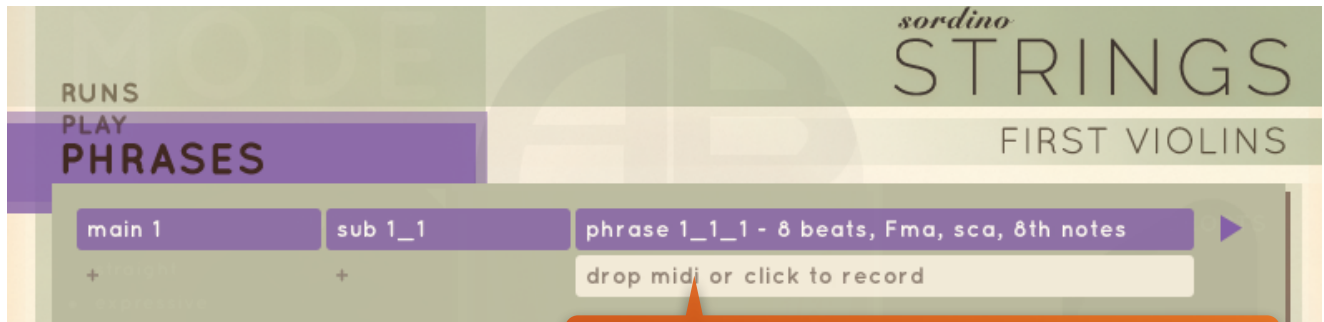 MODE
sordino
STRINGS
FIRST VIOLINS
RUNS
PLAY
PHRASES
main 1 sub 1_1 phrase 1_1_1 - 8 beats, Fma, sca, 8th notes
+ + drop midi or click to record